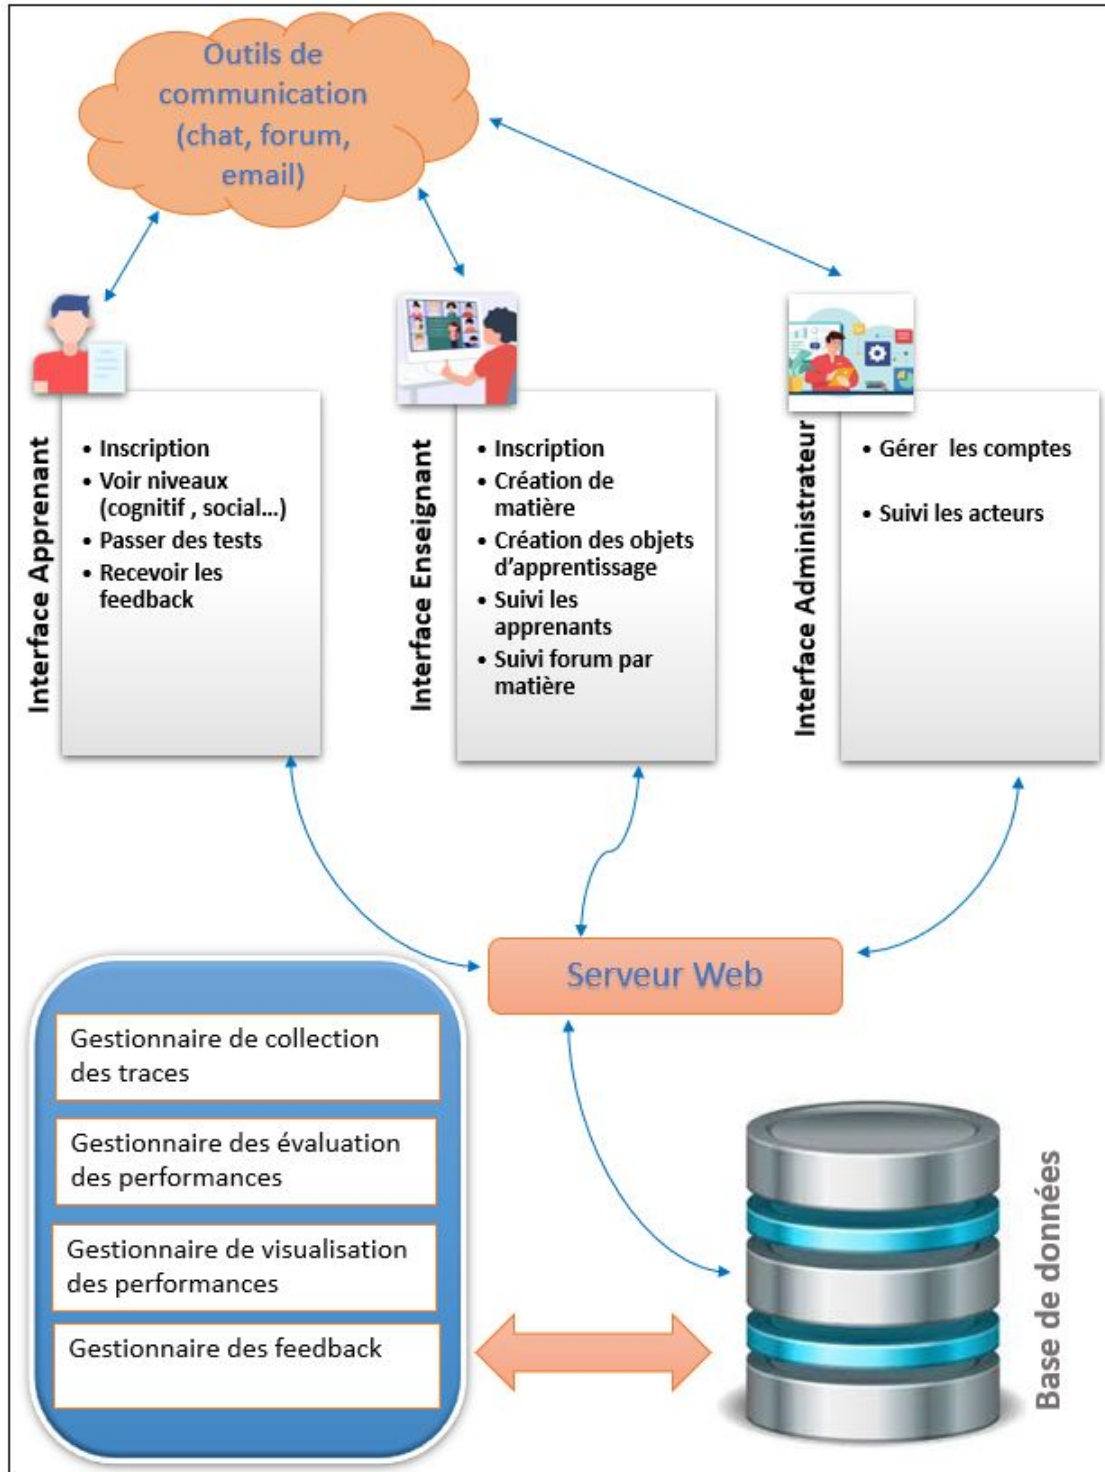 Outils de
communication
(chat, forum,
email)
Interface Apprenant
• Inscription
• Voir niveaux
(cognitif , social...)
• Passer des tests
• Recevoir les
feedback
Interface Enseignant
• Inscription
• Création de
matière
• Création des objets
d'apprentissage
• Suivi les
apprenants
• Suivi forum par
matière
Interface Administrateur
• Gérer les comptes
• Suivi les acteurs
Serveur Web
Gestionnaire de collection
des traces
Gestionnaire des évaluation
des performances
Gestionnaire de visualisation
des performances
Gestionnaire des feedback
Base de données